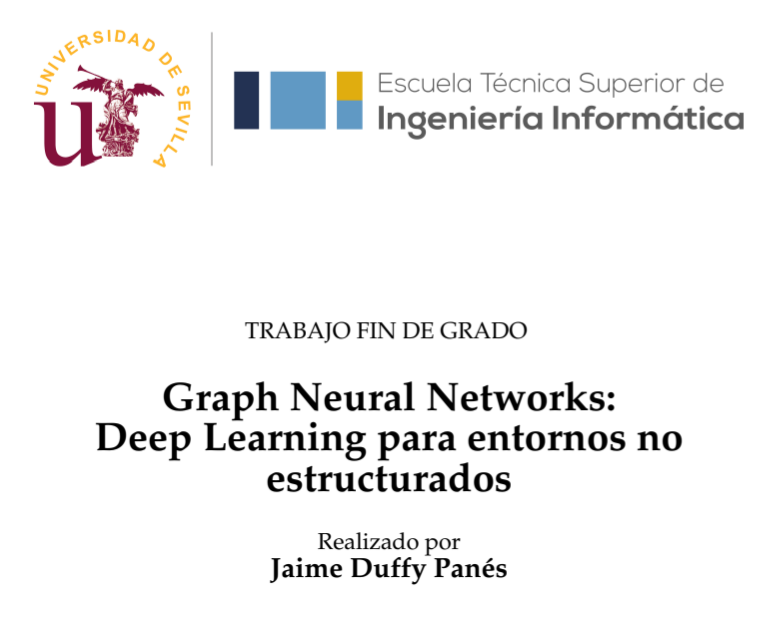 UNIVERSIDAD DE SEVILLA
Escuela Técnica Superior de
Ingeniería Informática
TRABAJO FIN DE GRADO
Graph Neural Networks:
Deep Learning para entornos no
estructurados
Realizado por
Jaime Duffy Panés